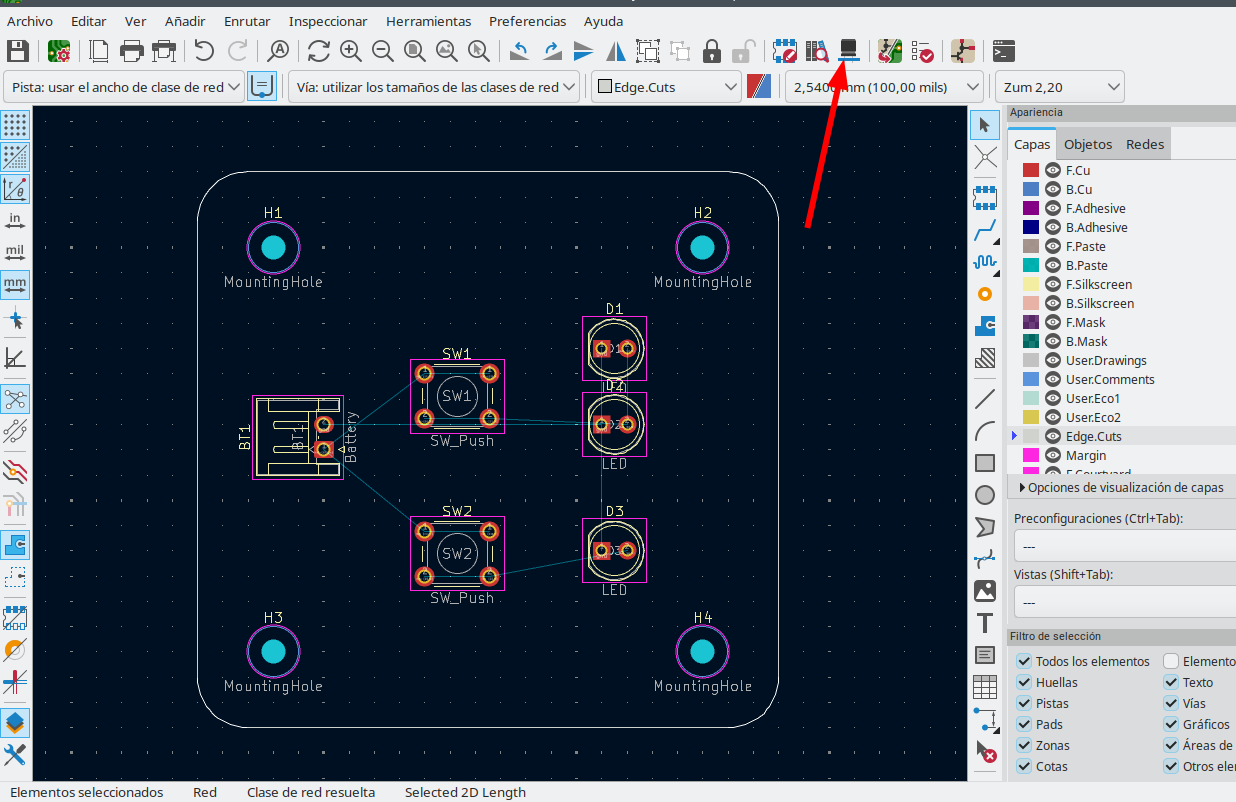 Archivo Editar Ver Añadir Enrutar Inspeccionar Herramientas Preferencias Ayuda
Pista: usar el ancho de clase de red Vía: utilizar los tamaños de las clases de red Edge.Cuts 2,5400 mm (100,00 mils) Zum 2,20
in
mil
mm
H1
MountingHole
H2
MountingHole
D1
D1
SW1
SW1
SW_Push
D2
LED
BT1
BT1
Battery
SW2
SW2
SW_Push
D3
D3
LED
H3
MountingHole
H4
MountingHole
Apariencia
Capas Objetos Redes
F.Cu
B.Cu
F.Adhesive
B.Adhesive
F.Paste
B.Paste
F.Silkscreen
B.Silkscreen
F.Mask
B.Mask
User.Drawings
User.Comments
User.Eco1
User.Eco2
Edge.Cuts
Margin
F.Courtyard
Opciones de visualización de capas
Preconfiguraciones (Ctrl+Tab):
---
Vistas (Shift+Tab):
---
Filtro de selección
Todos los elementos Elemento
Huellas Texto
Pistas Vías
Pads Gráficos
Zonas Áreas de
Cotas Otros ele
Elementos seleccionados Red Clase de red resuelta Selected 2D Length